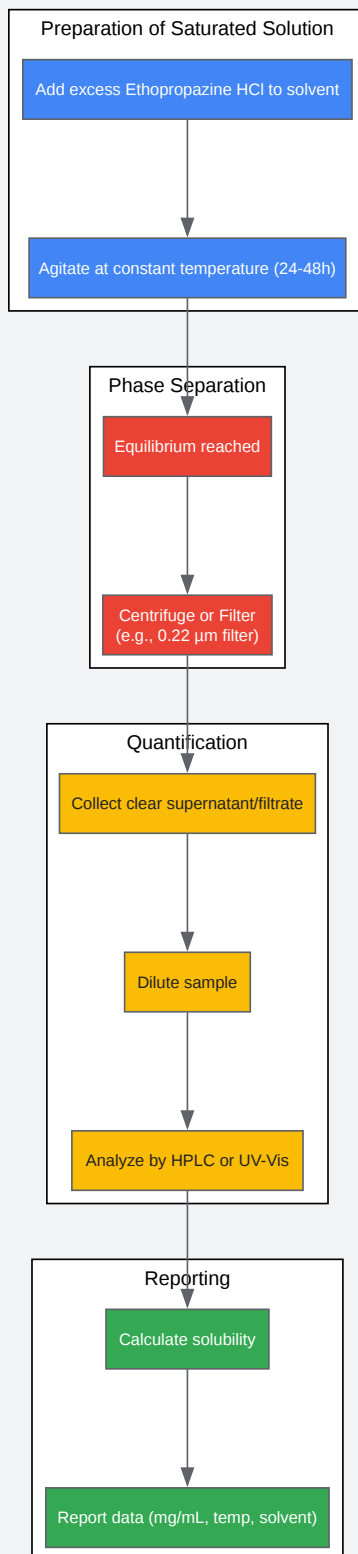 Preparation of Saturated Solution
Add excess Ethopropazine HCl to solvent
Agitate at constant temperature (24-48h)
Phase Separation
Equilibrium reached
Centrifuge or Filter
(e.g., 0.22 µm filter)
Quantification
Collect clear supernatant/filtrate
Dilute sample
Analyze by HPLC or UV-Vis
Reporting
Calculate solubility
Report data (mg/mL, temp, solvent)